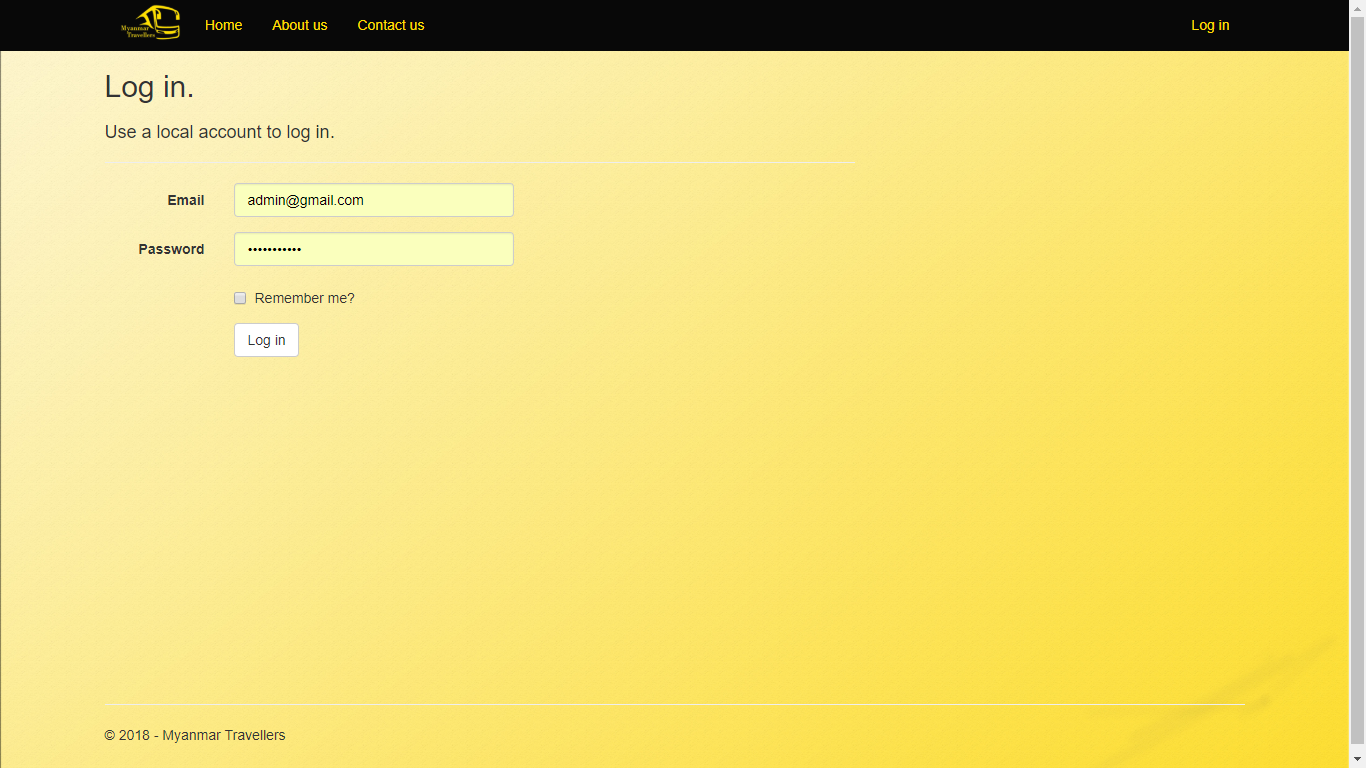 Myanmar
Travellers
Home
About us
Contact us
Log in
Log in.
Use a local account to log in.
Email
admin@gmail.com
Password
•••••••••••
Remember me?
Log in
© 2018 - Myanmar Travellers